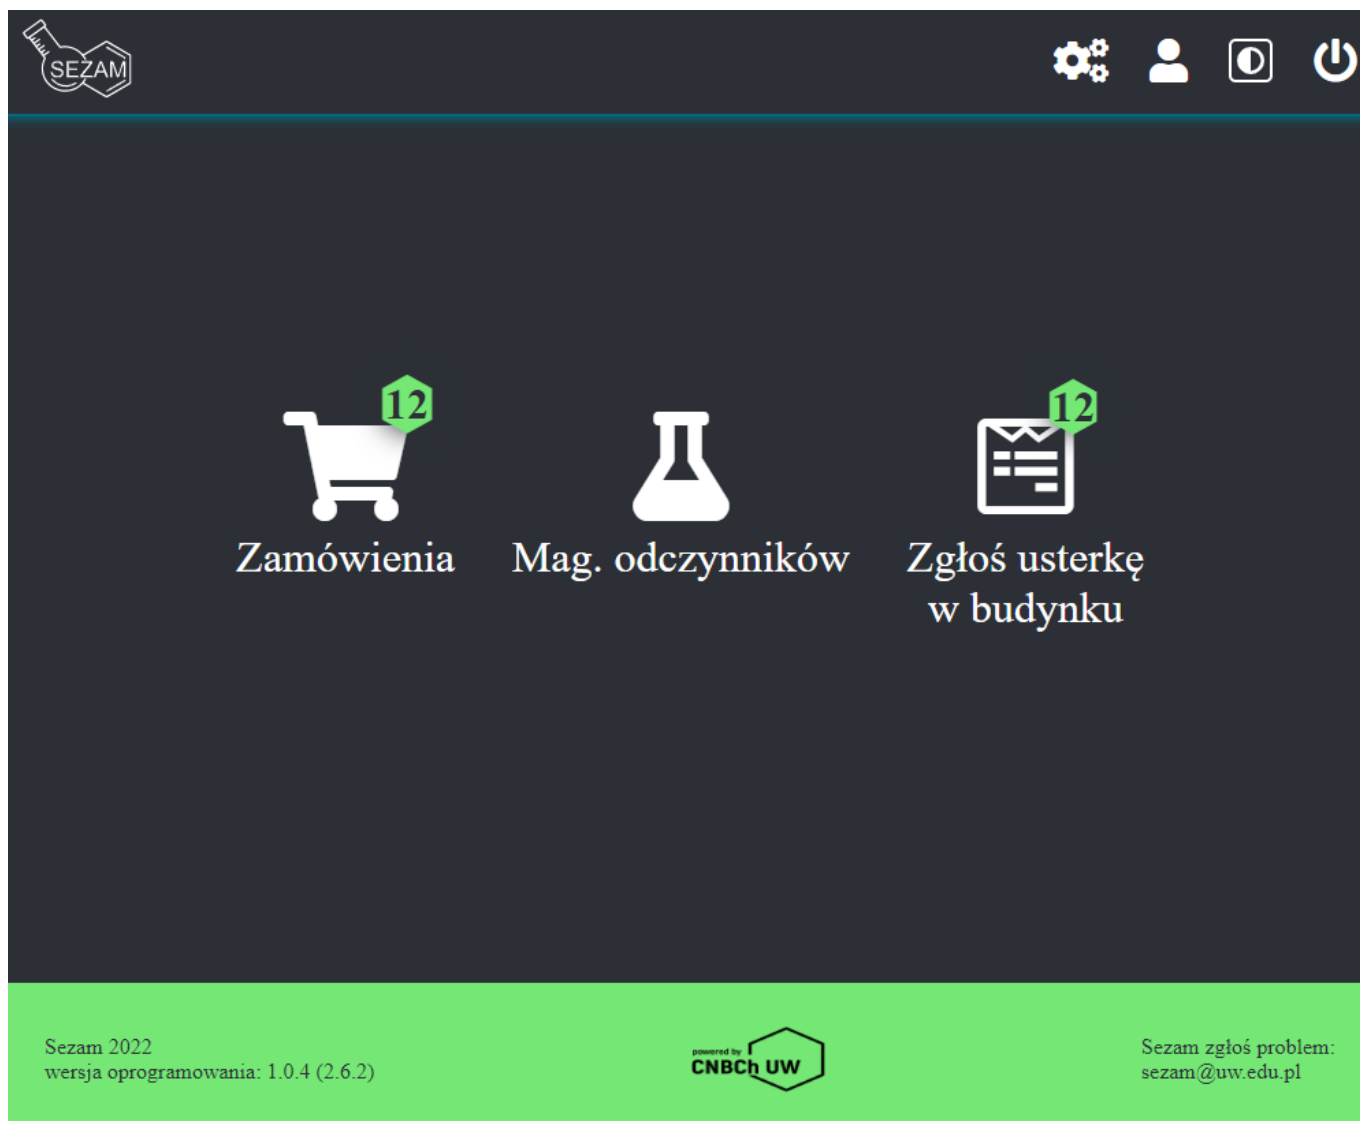 SEZAM
12
12
Zamówienia
Mag. odczynników
Zgłoś usterkę
w budynku
Sezam 2022
wersja oprogramowania: 1.0.4 (2.6.2)
powered by
CNBCh UW
Sezam zgłoś problem:
sezam@uw.edu.pl